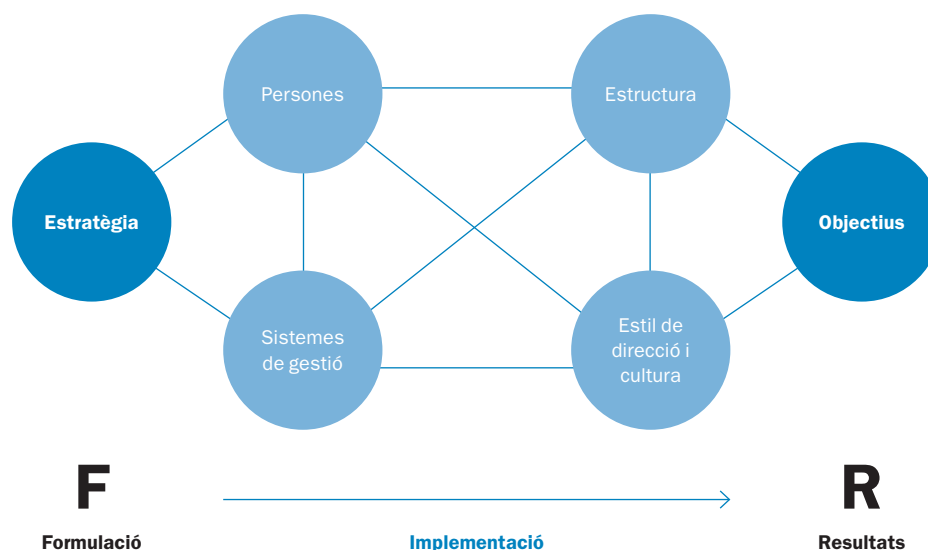 Persones
Estructura
Estratègia
Objectius
Sistemes
de gestió
Estil de
direcció i
cultura
F
R
Formulació
Implementació
Resultats